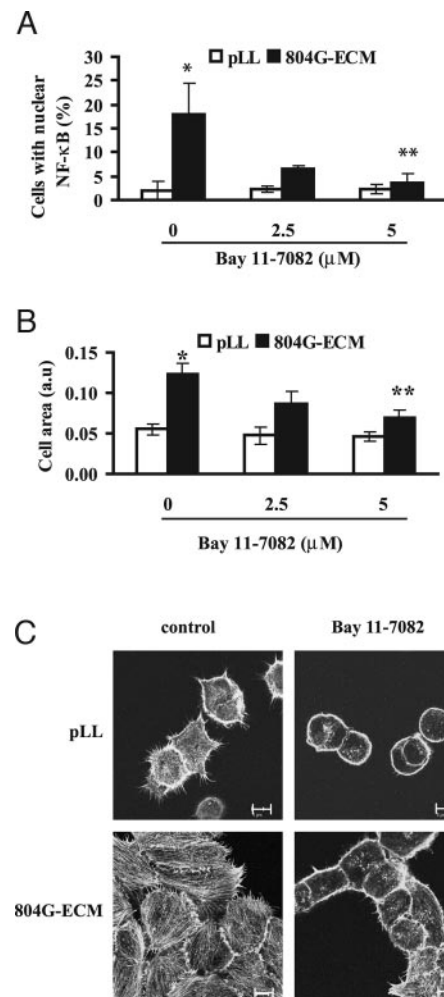 A
pLL 804G-ECM
Cells with nuclear
NF-κB (%)
30
25
20
15
10
5
0
*
**
0 2.5 5
Bay 11-7082 (μM)
B
pLL 804G-ECM
Cell area (a.u)
0.15
0.10
0.05
0.00
*
**
0 2.5 5
Bay 11-7082 (μM)
C
control Bay 11-7082
pLL
804G-ECM